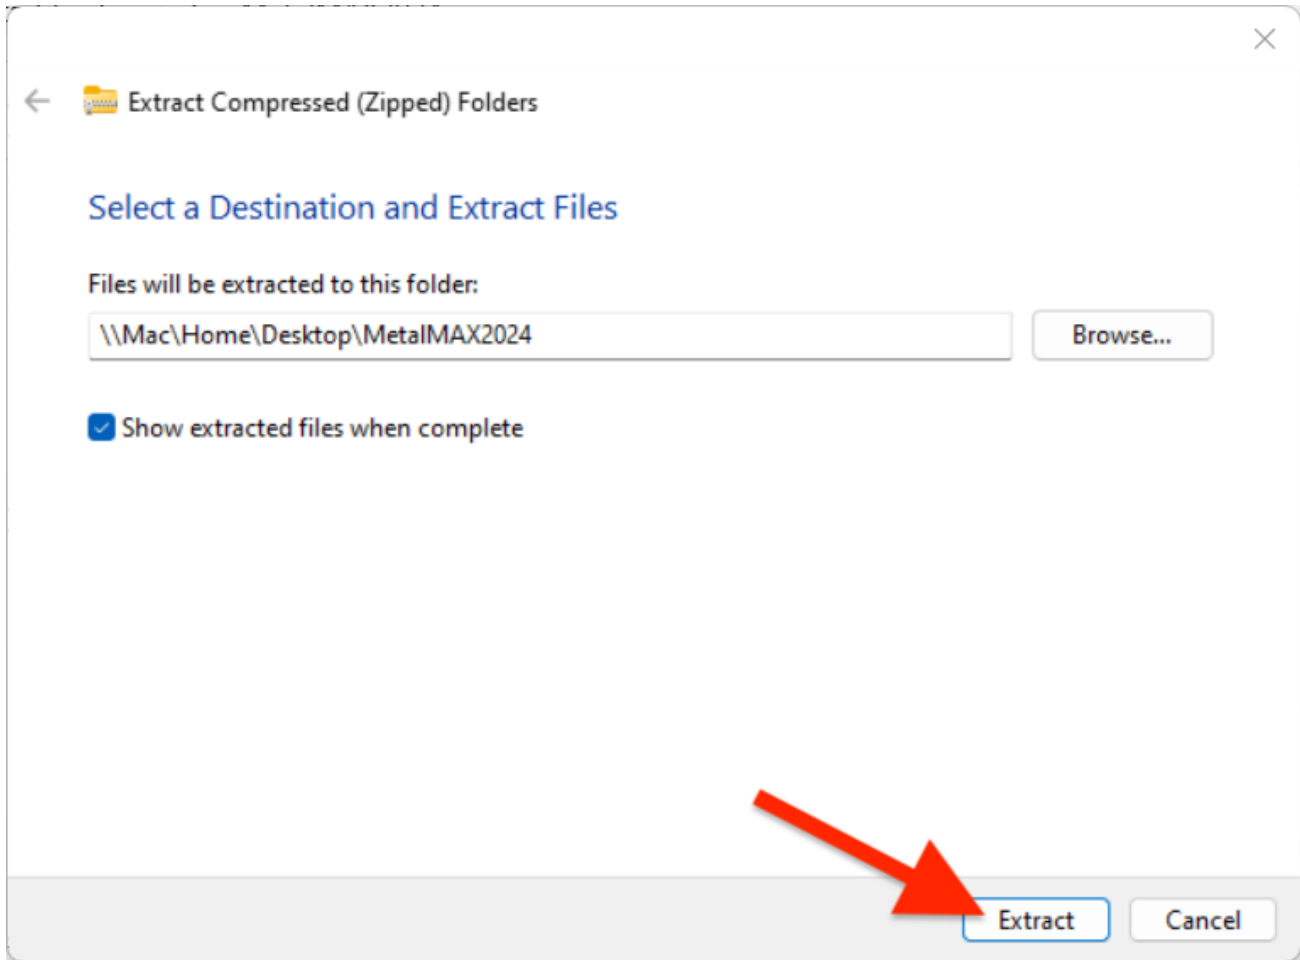 Extract Compressed (Zipped) Folders
Select a Destination and Extract Files
Files will be extracted to this folder:
\\Mac\Home\Desktop\MetalMAX2024
Browse...
Show extracted files when complete
Extract
Cancel